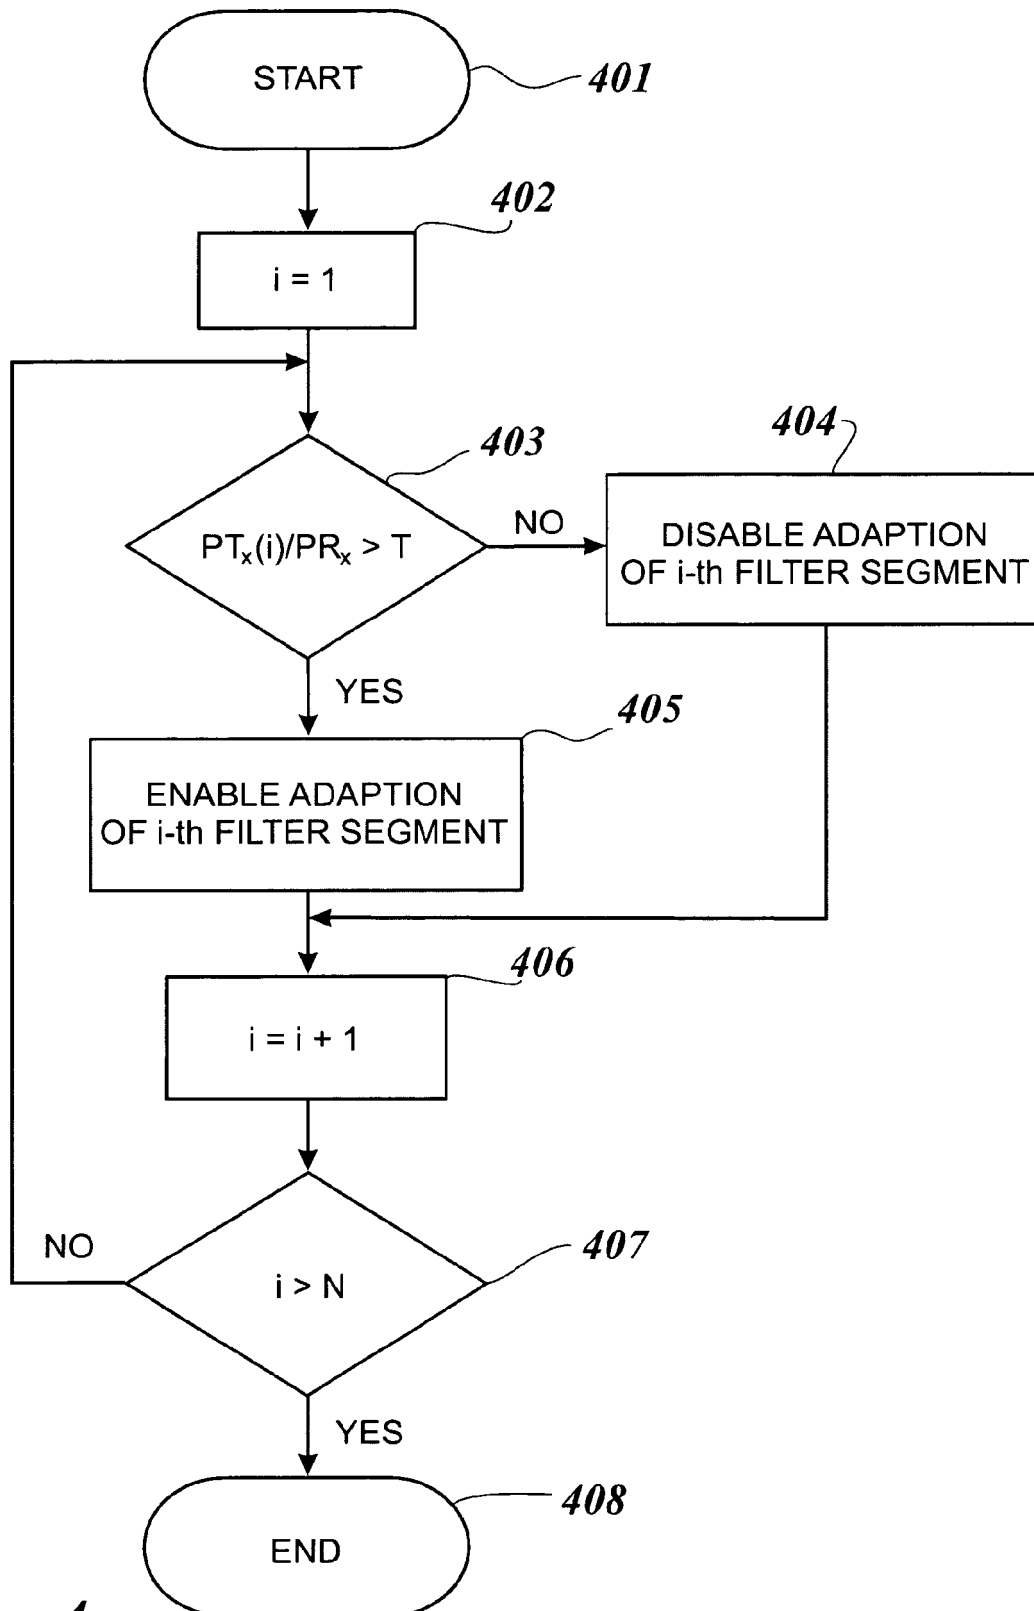 START
401
402
i = 1
403
404
PTx(i)/PRx > T
NO
DISABLE ADAPTION
OF i-th FILTER SEGMENT
YES
405
ENABLE ADAPTION
OF i-th FILTER SEGMENT
406
i = i + 1
NO
407
i > N
YES
408
END